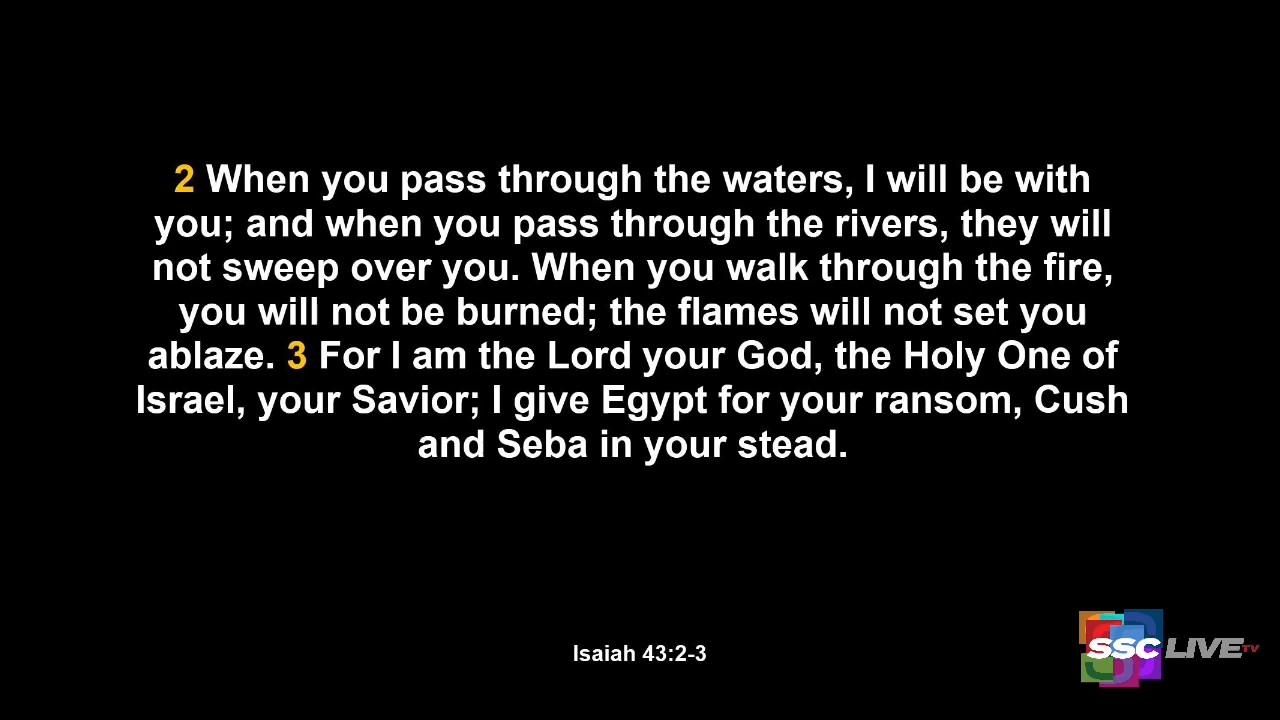 2 When you pass through the waters, I will be with
you; and when you pass through the rivers, they will
not sweep over you. When you walk through the fire,
you will not be burned; the flames will not set you
ablaze. 3 For I am the Lord your God, the Holy One of
Israel, your Savior; I give Egypt for your ransom, Cush
and Seba in your stead.
Isaiah 43:2-3
SSC LIVE TV